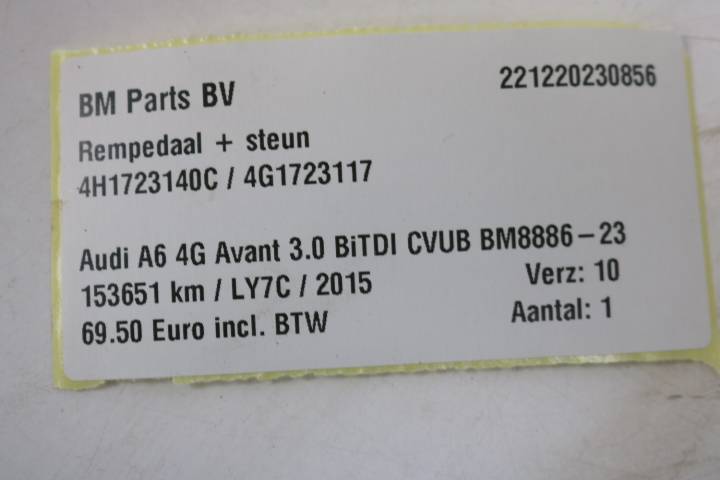 BM Parts BV 221220230856
Rempedaal + steun
4H1723140C / 4G1723117
Audi A6 4G Avant 3.0 BiTDI CVUB BM8886-23
153651 km / LY7C / 2015 Verz: 10
69.50 Euro incl. BTW Aantal: 1